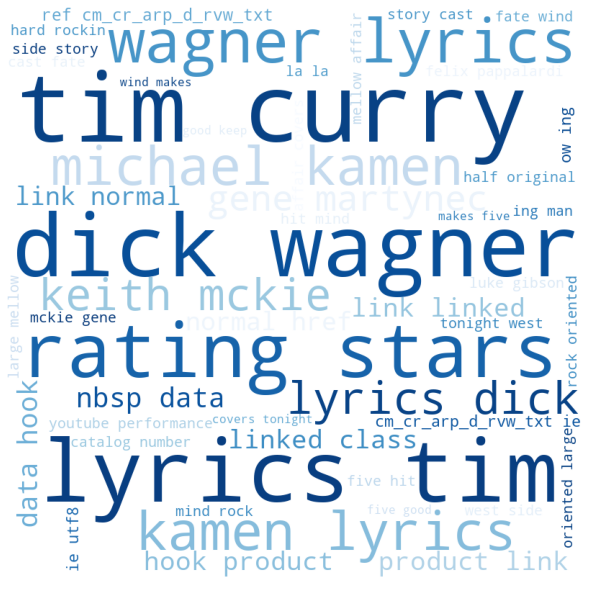 ref cm_cr_arp_d_rvw_txt
story cast
fate wind
hard rockin
wagner lyrics
side story
cast fate
la la
mellow affair
felix pappalardi
wind makes
tim curry
ow ing
good keep
michael kamen
half original
link normal
gene martynec
hit mind
makes five
ing man
dick wagner
large mellow
keith mckie
link linked
luke gibson
mckie gene
normal href
tonight west
rock oriented
rating stars
nbsp data
lyrics dick
data hook
youtube performance
covers tonight
cm_cr_arp_d_rvw_txt ie
catalog number
linked class
oriented large
lyrics tim
five hit
ie utf8
mind rock
five good
west side
kamen lyrics
hook product
product link